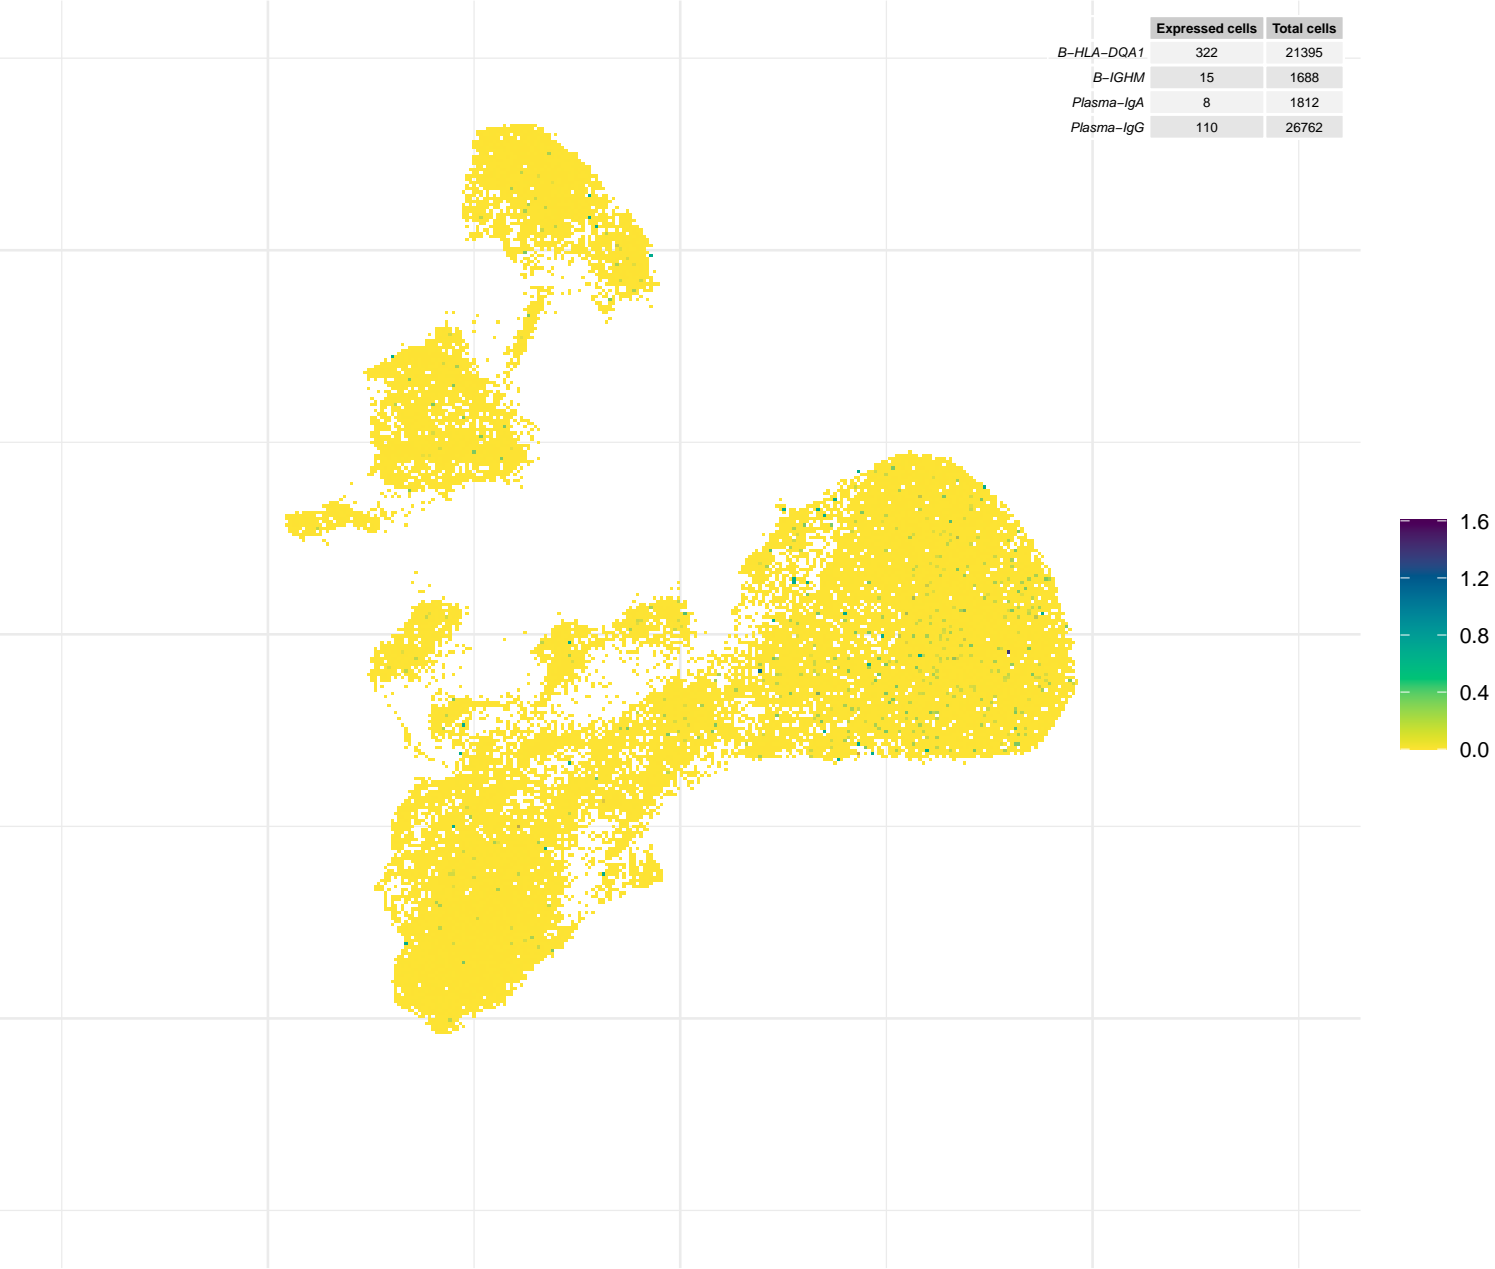 Expressed cells Total cells
B−HLA−DQA1 322 21395
B−IGHM 15 1688
Plasma−IgA 8 1812
Plasma−IgG 110 26762
1.6
1.2
0.8
0.4
0.0